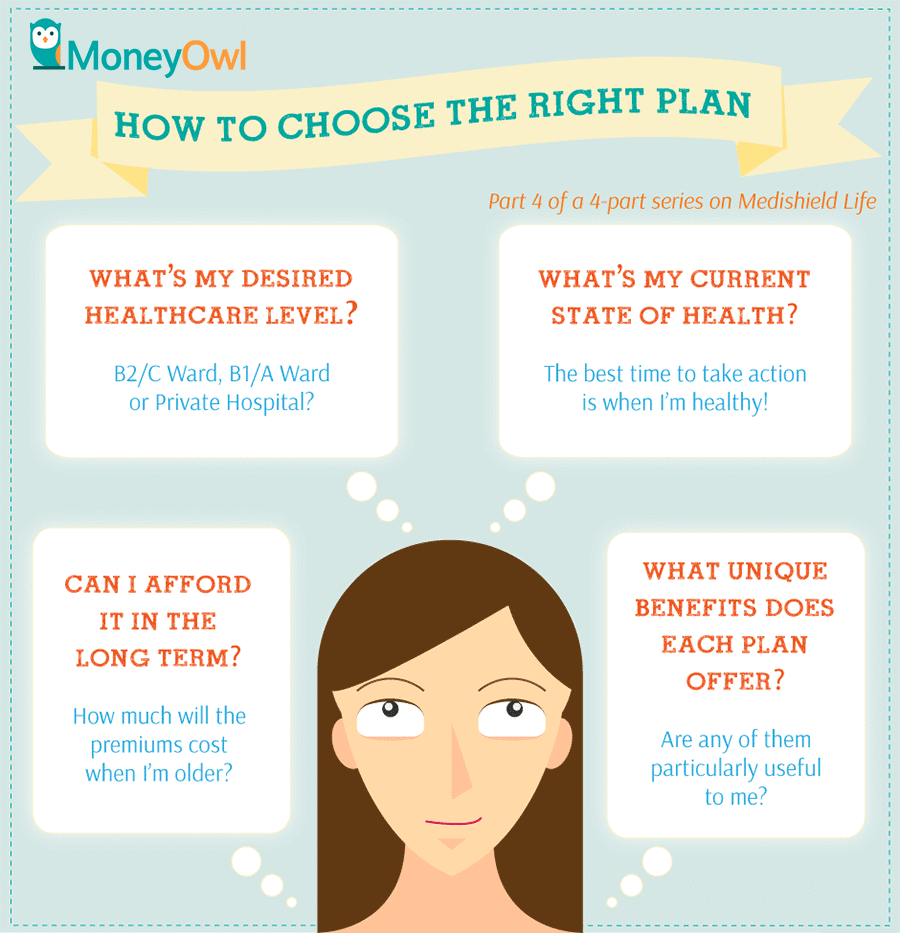 MoneyOwl
HOW TO CHOOSE THE RIGHT PLAN
Part 4 of a 4-part series on Medishield Life
WHAT'S MY DESIRED
HEALTHCARE LEVEL?
B2/C Ward, B1/A Ward
or Private Hospital?
WHAT'S MY CURRENT
STATE OF HEALTH?
The best time to take action
is when I'm healthy!
CAN I AFFORD
IT IN THE
LONG TERM?
How much will the
premiums cost
when I'm older?
WHAT UNIQUE
BENEFITS DOES
EACH PLAN
OFFER?
Are any of them
particularly useful
to me?